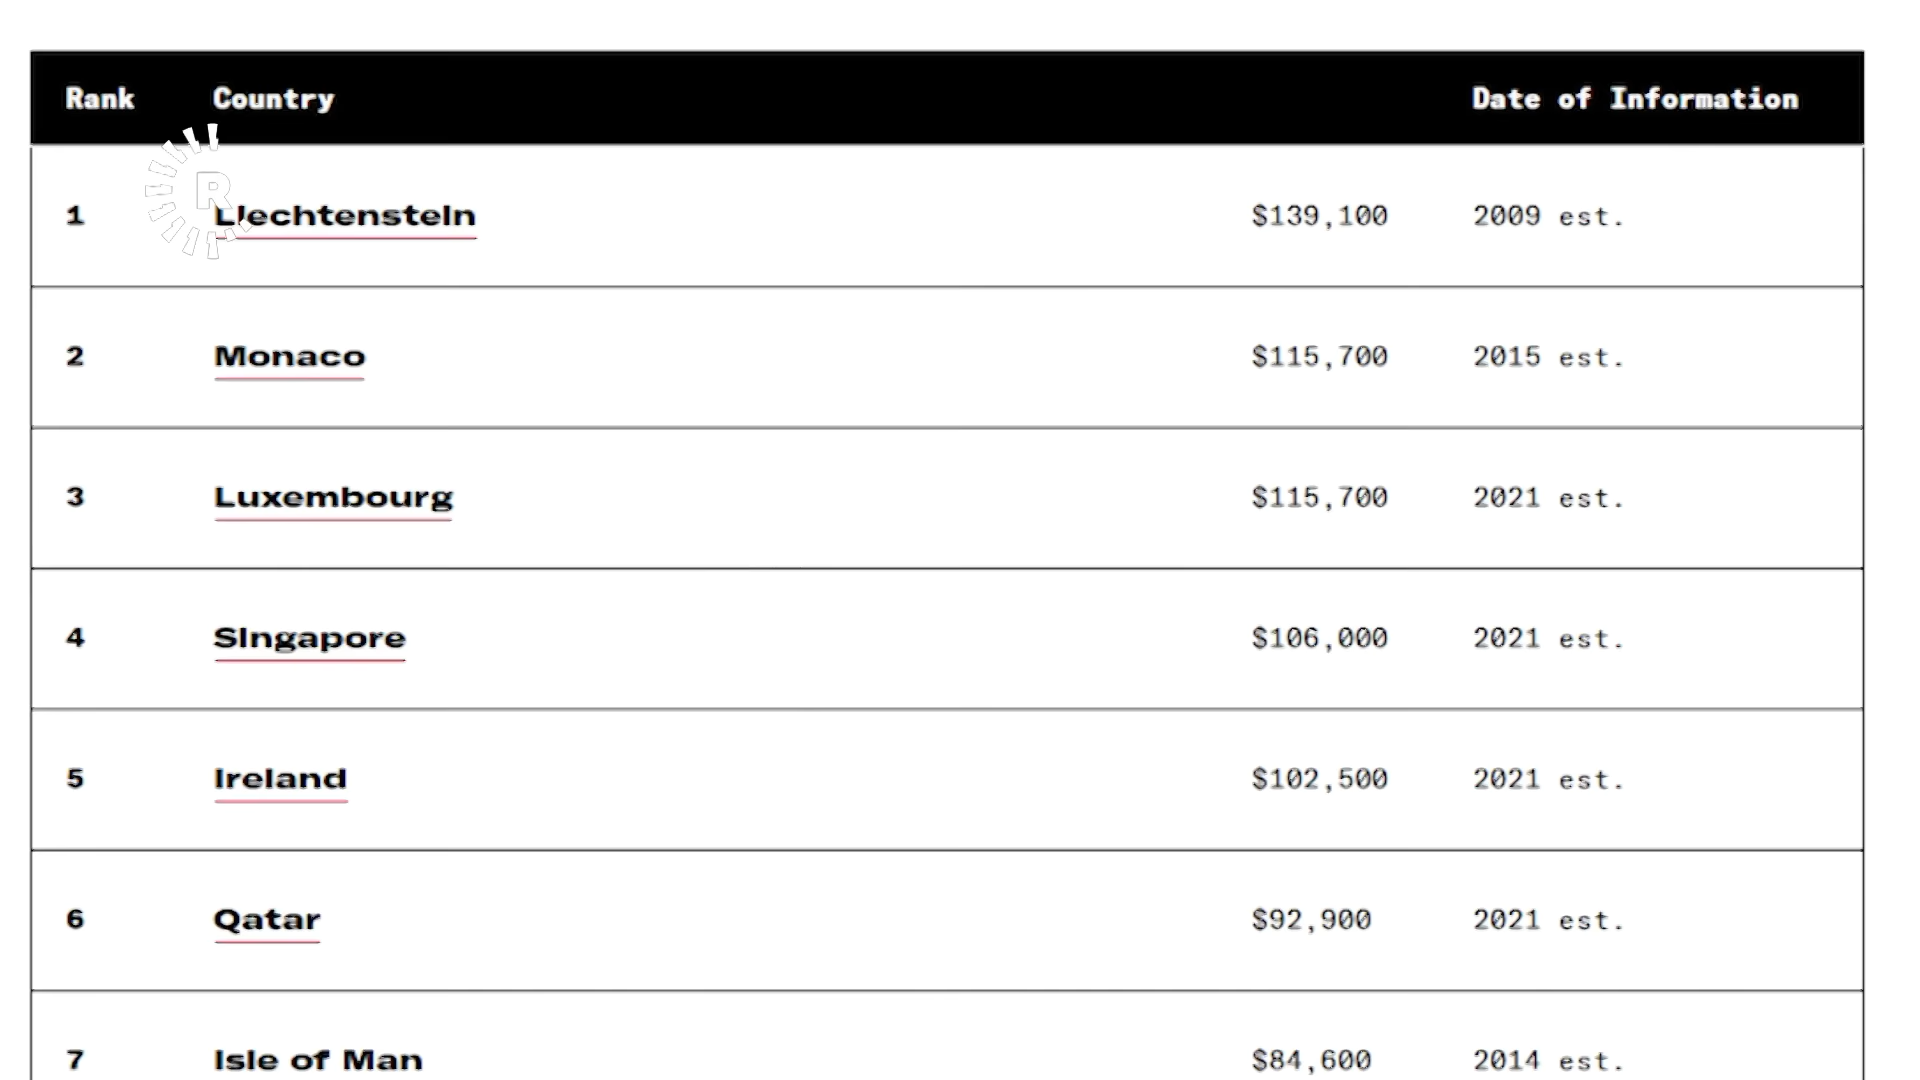 Rank Country Date of Information
R
1 Liechtenstein $139,100 2009 est.
2 Monaco $115,700 2015 est.
3 Luxembourg $115,700 2021 est.
4 Singapore $106,000 2021 est.
5 Ireland $102,500 2021 est.
6 Qatar $92,900 2021 est.
7 Isle of Man $84,600 2014 est.